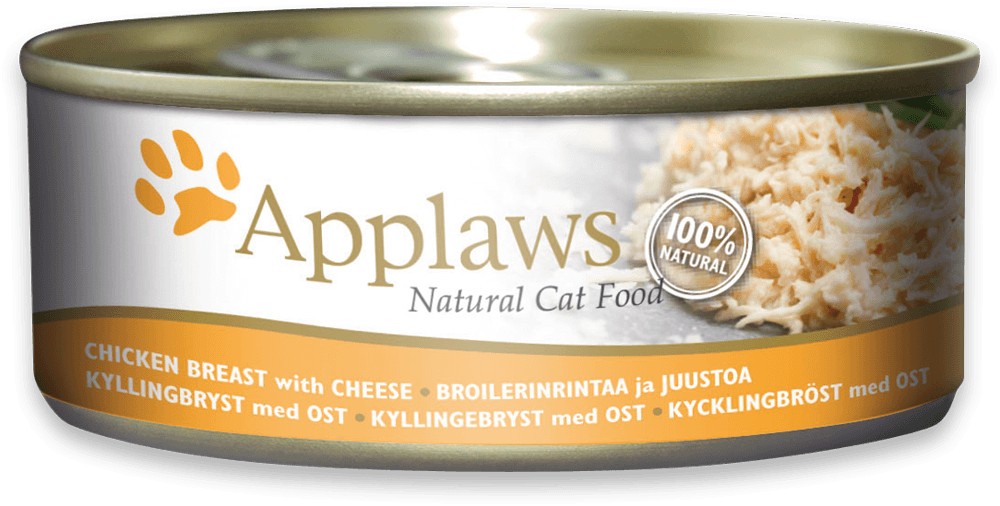 Applaws
Natural Cat Food
100%
NATURAL
CHICKEN BREAST with CHEESE • BROILERINRINTAA ja JUUSTOA
KYLLINGBRYST med OST • KYLLINGEBRYST med OST • KYCKLINGBRÖST med OST